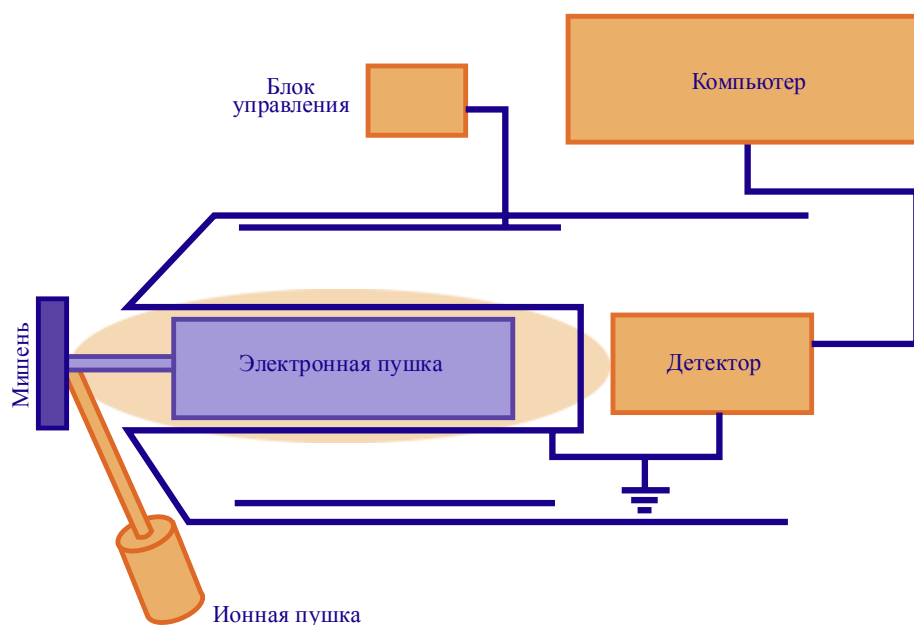 Блок
управления
Компьютер
Мишень
Электронная пушка
Детектор
Ионная пушка